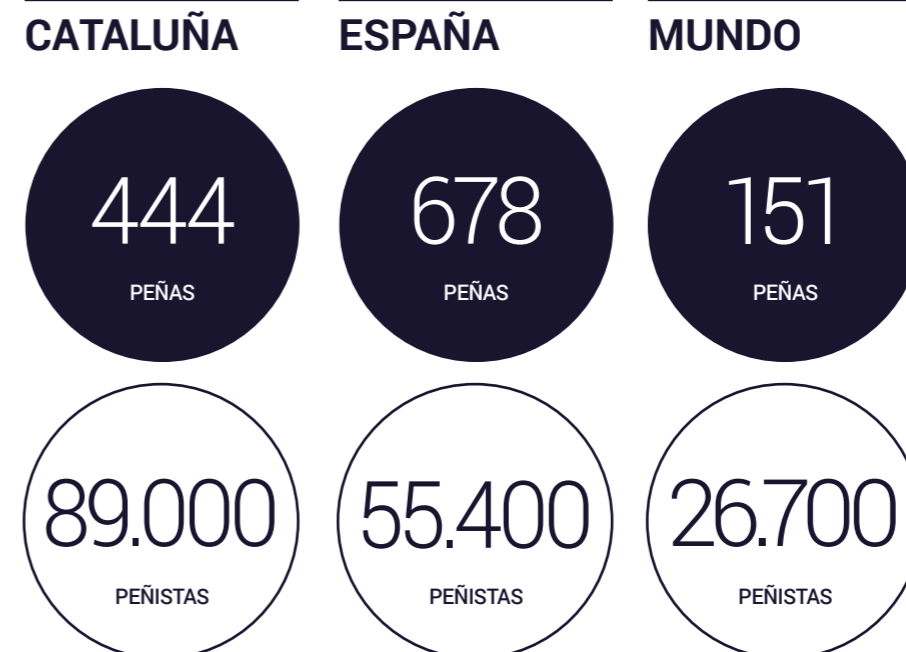 CATALUÑA
444
PEÑAS
89.000
PEÑISTAS
ESPAÑA
678
PEÑAS
55.400
PEÑISTAS
MUNDO
151
PEÑAS
26.700
PEÑISTAS